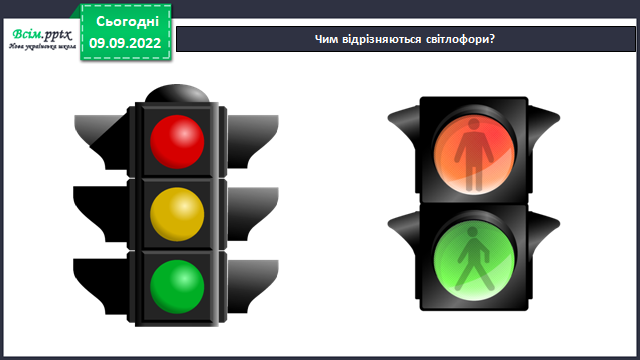 Всім.pptx
Нова українська школа
Сьогодні
09.09.2022
Чим відрізняються світлофори?